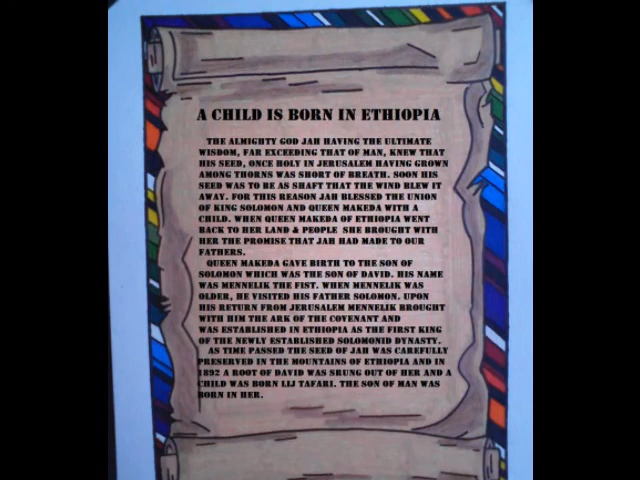 A CHILD IS BORN IN ETHIOPIA
THE ALMIGHTY GOD JAH HAVING THE ULTIMATE
WISDOM, FAR EXCEEDING THAT OF MAN, KNEW THAT
HIS SEED, ONCE HOLY IN JERUSALEM HAVING GROWN
AMONG THORNS WAS SHORT OF BREATH. SOON HIS
SEED WAS TO BE AS SHAFT THAT THE WIND BLEW IT
AWAY. FOR THIS REASON JAH BLESSED THE UNION
OF KING SOLOMON AND QUEEN MAKEDA WITH A
CHILD. WHEN QUEEN MAKEDA OF ETHIOPIA WENT
BACK TO HER LAND & PEOPLE SHE BROUGHT WITH
HER THE PROMISE THAT JAH HAD MADE TO OUR
FATHERS.
QUEEN MAKEDA GAVE BIRTH TO THE SON OF
SOLOMON WHICH WAS THE SON OF DAVID. HIS NAME
WAS MENNELIK THE FIST. WHEN MENNELIK WAS
OLDER, HE VISITED HIS FATHER SOLOMON. UPON
HIS RETURN FROM JERUSALEM MENNELIK BROUGHT
WITH HIM THE ARK OF THE COVENANT AND
WAS ESTABLISHED IN ETHIOPIA AS THE FIRST KING
OF THE NEWLY ESTABLISHED SOLOMONID DYNASTY.
AS TIME PASSED THE SEED OF JAH WAS CAREFULLY
PRESERVED IN THE MOUNTAINS OF ETHIOPIA AND IN
1892 A ROOT OF DAVID WAS SRUNG OUT OF HER AND A
CHILD WAS BORN LIJ TAFARI. THE SON OF MAN WAS
BORN IN HER.